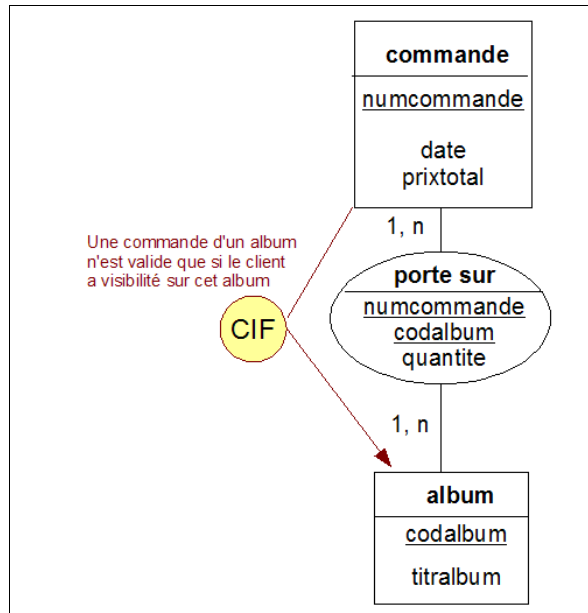 commande
numcommande
date
prixtotal
1, n
Une commande d'un album
n'est valide que si le client
a visibilité sur cet album
CIF
porte sur
numcommande
codalbum
quantite
1, n
album
codalbum
titralbum